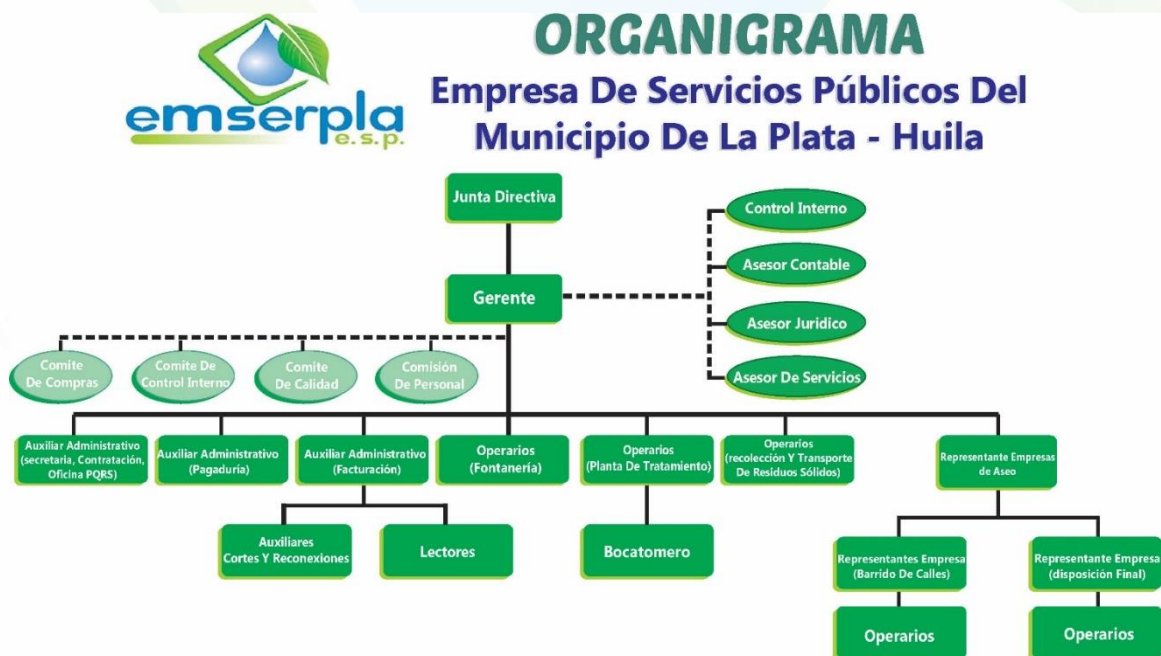 ORGANIGRAMA
emserpla
e.s.p.
Empresa De Servicios Públicos Del
Municipio De La Plata - Huila
Junta Directiva
Gerente
Control Interno
Asesor Contable
Asesor Juridico
Asesor De Servicios
Comite
De Compras
Comite De
Control Interno
Comite
De Calidad
Comisión
De Personal
Auxiliar Administrativo
(secretaria, Contratación,
Oficina PQRS)
Auxiliar Administrativo
(Pagaduría)
Auxiliar Administrativo
(Facturación)
Operarios
(Fontanería)
Operarios
(Planta De Tratamiento)
Operarios
(recolección Y Transporte
De Residuos Sólidos)
Representante Empresas
de Aseo
Auxiliares
Cortes Y Reconexiones
Lectores
Bocatomero
Representantes Empresa
(Barrido De Calles)
Representante Empresa
(disposición Final)
Operarios
Operarios